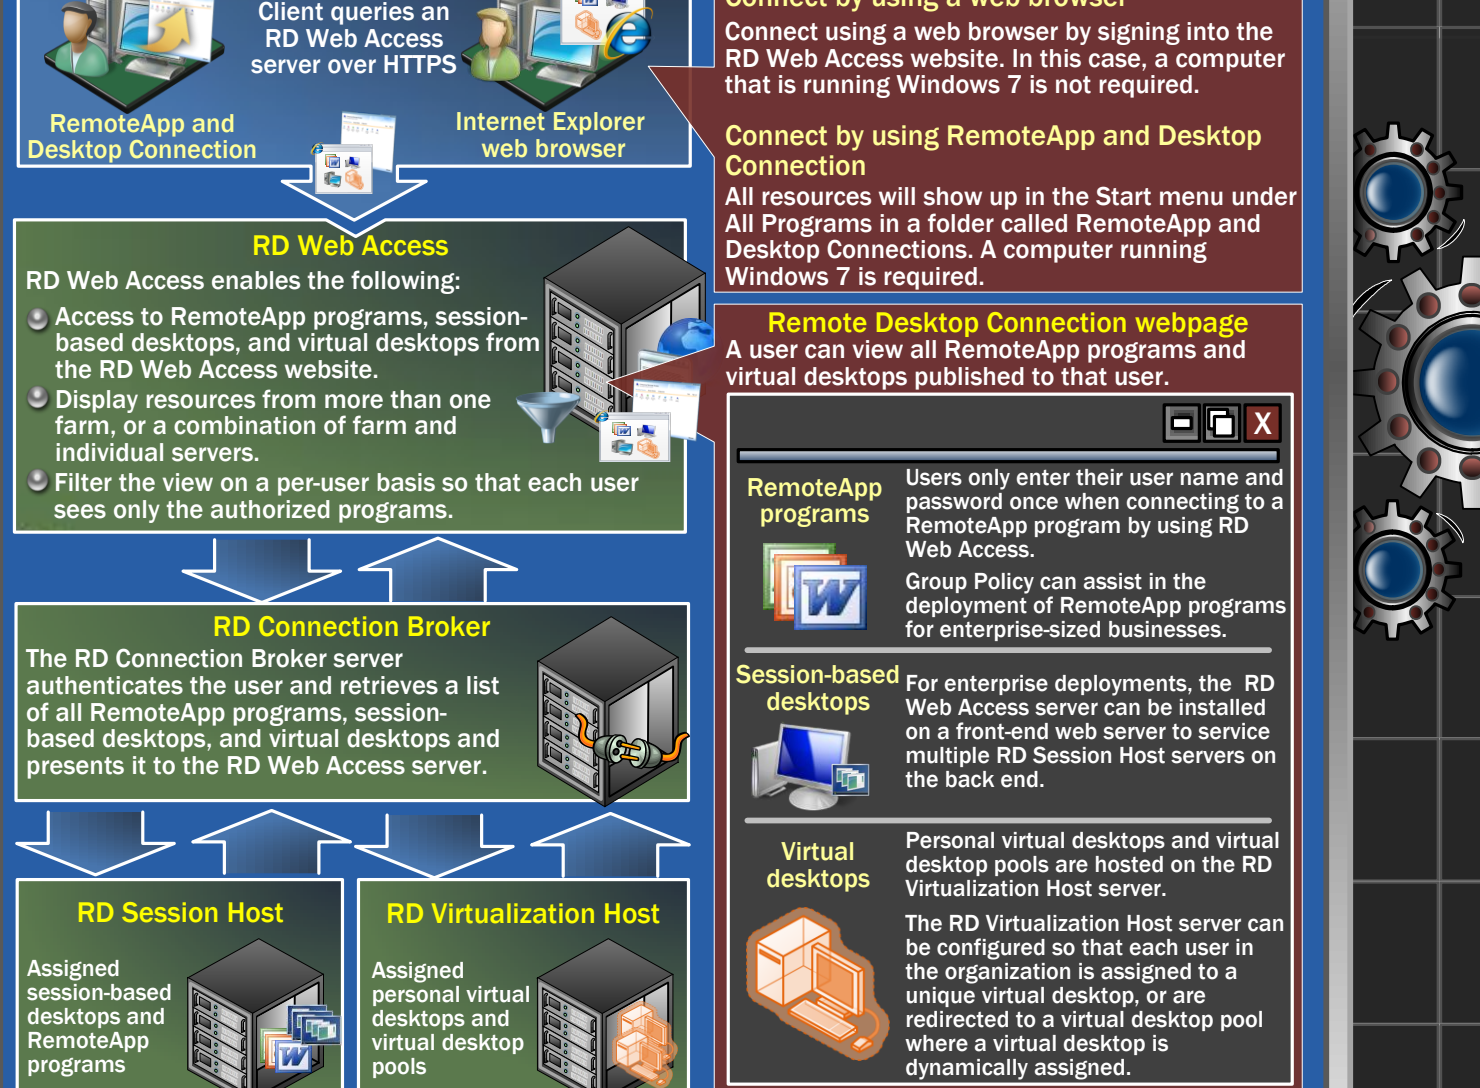 Client queries an
RD Web Access
server over HTTPS
RemoteApp and
Desktop Connection
Internet Explorer
web browser
RD Web Access
RD Web Access enables the following:
Access to RemoteApp programs, session-
based desktops, and virtual desktops from
the RD Web Access website.
Display resources from more than one
farm, or a combination of farm and
individual servers.
Filter the view on a per-user basis so that each user
sees only the authorized programs.
RD Connection Broker
The RD Connection Broker server
authenticates the user and retrieves a list
of all RemoteApp programs, session-
based desktops, and virtual desktops and
presents it to the RD Web Access server.
RD Session Host
Assigned
session-based
desktops and
RemoteApp
programs
W
RD Virtualization Host
Assigned
personal virtual
desktops and
virtual desktop
pools
Connect by using a web browser
Connect using a web browser by signing into the
RD Web Access website. In this case, a computer
that is running Windows 7 is not required.
Connect by using RemoteApp and Desktop
Connection
All resources will show up in the Start menu under
All Programs in a folder called RemoteApp and
Desktop Connections. A computer running
Windows 7 is required.
Remote Desktop Connection webpage
A user can view all RemoteApp programs and
virtual desktops published to that user.
X
RemoteApp
programs
W
Users only enter their user name and
password once when connecting to a
RemoteApp program by using RD
Web Access.
Group Policy can assist in the
deployment of RemoteApp programs
for enterprise-sized businesses.
Session-based
desktops
For enterprise deployments, the RD
Web Access server can be installed
on a front-end web server to service
multiple RD Session Host servers on
the back end.
Virtual
desktops
Personal virtual desktops and virtual
desktop pools are hosted on the RD
Virtualization Host server.
The RD Virtualization Host server can
be configured so that each user in
the organization is assigned to a
unique virtual desktop, or are
redirected to a virtual desktop pool
where a virtual desktop is
dynamically assigned.